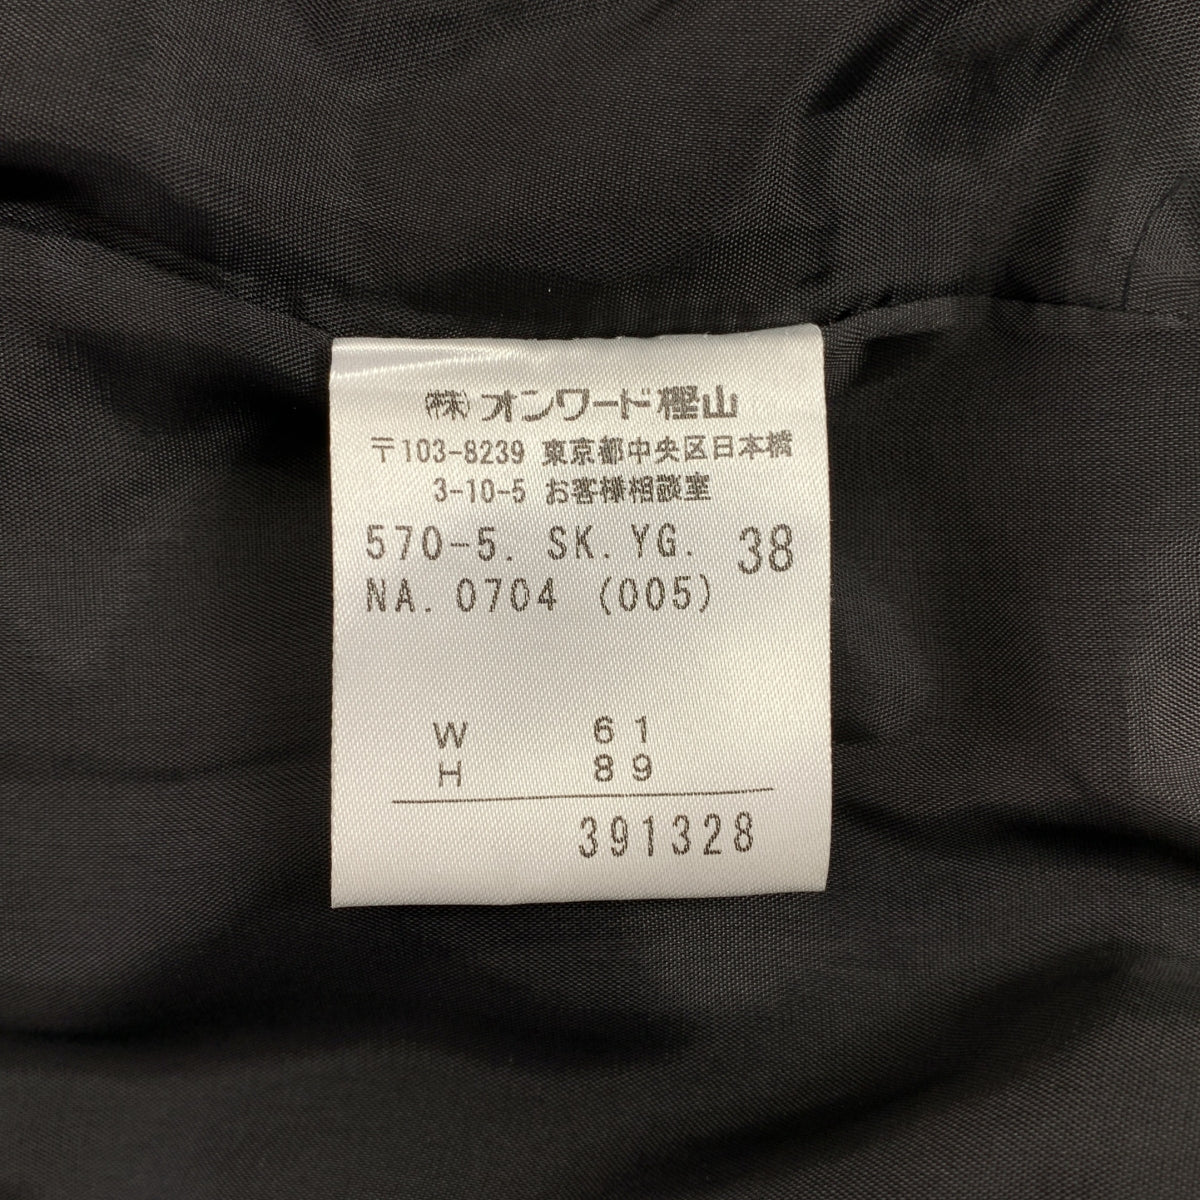 ㈱オンワード樫山
〒103-8239 東京都中央区日本橋
3-10-5 お客様相談室
570-5. SK. YG. 38
NA. 0704 (005)
W 61
H 89
391328